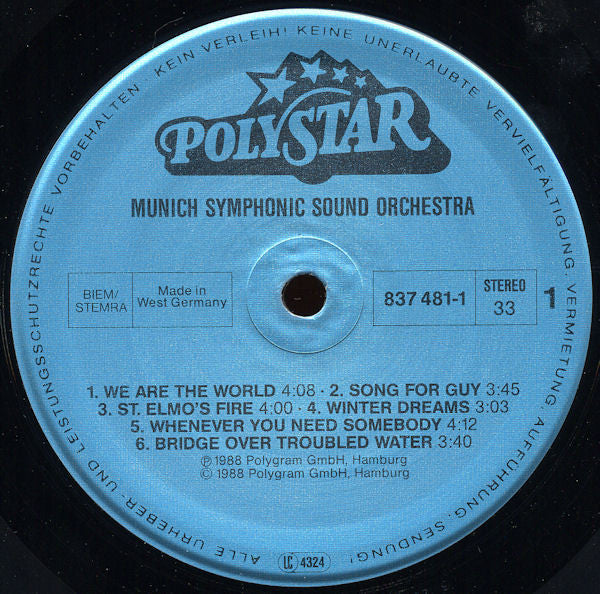 POLYSTAR
MUNICH SYMPHONIC SOUND ORCHESTRA
BIEM/
STEMRA
Made in
West Germany
837 481-1
STEREO
33
1
1. WE ARE THE WORLD 4:08 · 2. SONG FOR GUY 3:45
3. ST. ELMO'S FIRE 4:00 · 4. WINTER DREAMS 3:03
5. WHENEVER YOU NEED SOMEBODY 4:12
6. BRIDGE OVER TROUBLED WATER 3:40
℗ 1988 Polygram GmbH, Hamburg
© 1988 Polygram GmbH, Hamburg
LC 4324
ALLE URHEBER- UND LEISTUNGSSCHUTZRECHTE VORBEHALTEN KEIN VERLEIH! KEINE UNERLAUBTE VERVIELFÄLTIGUNG, VERMIETUNG, AUFFÜHRUNG, SENDUNG!